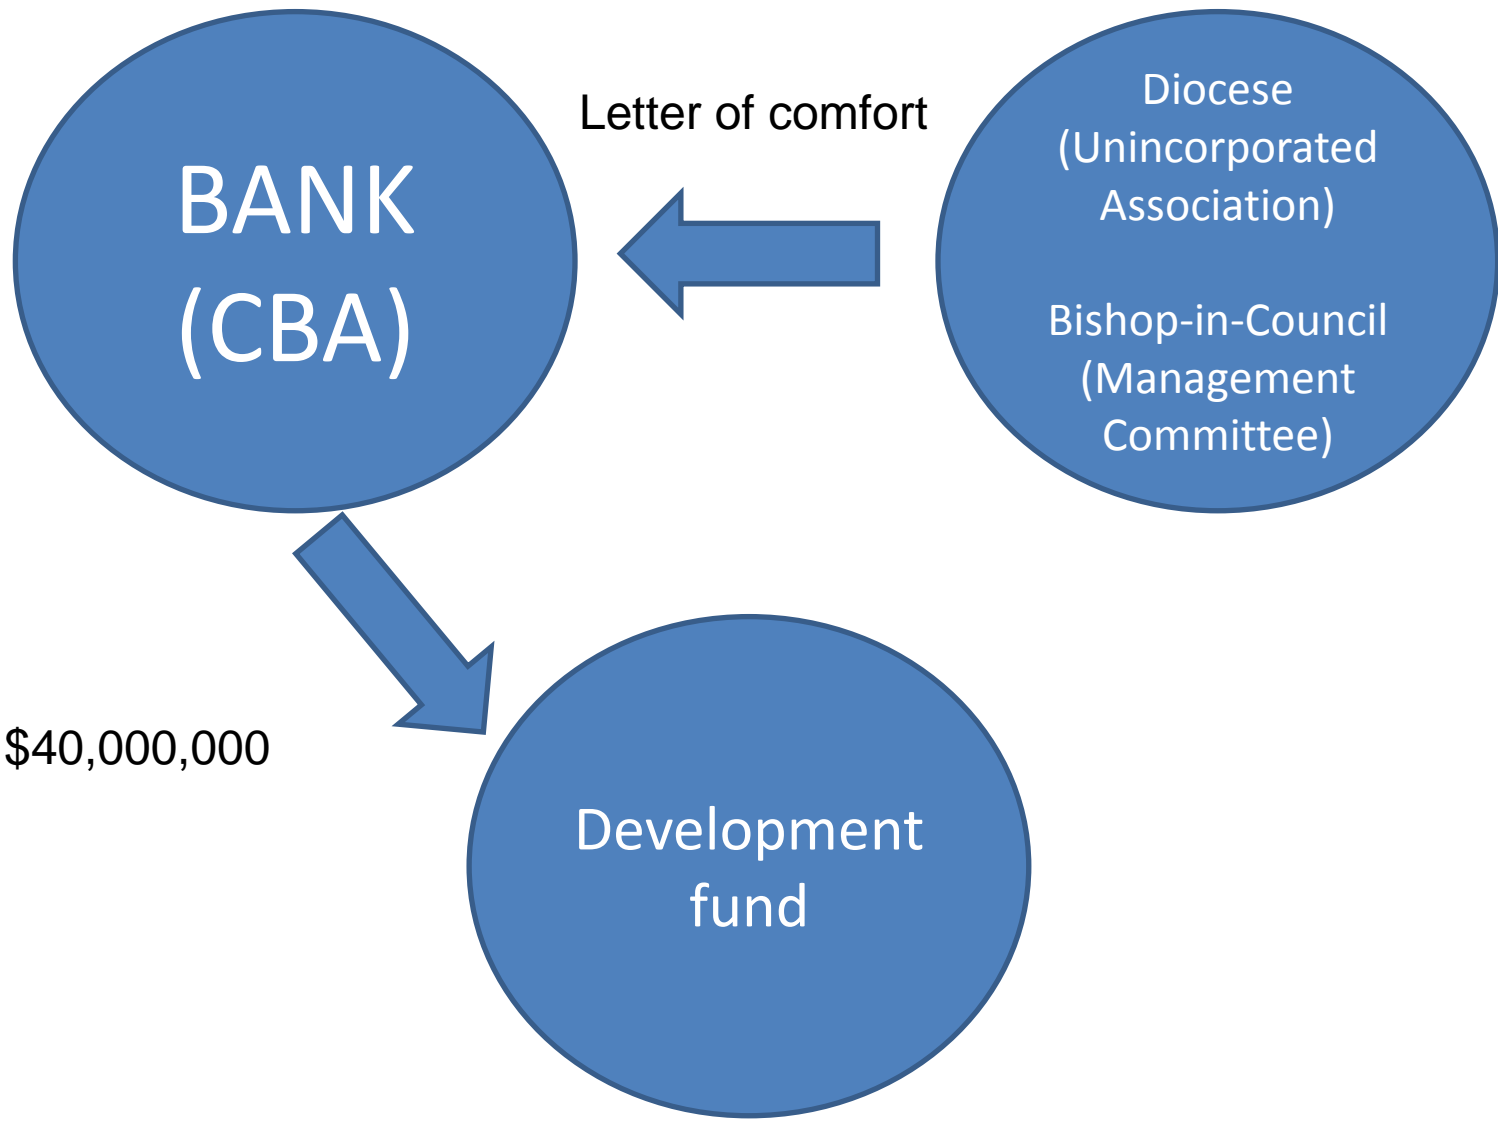 BANK
(CBA)
Letter of comfort
Diocese
(Unincorporated
Association)
Bishop-in-Council
(Management
Committee)
$40,000,000
Development
fund